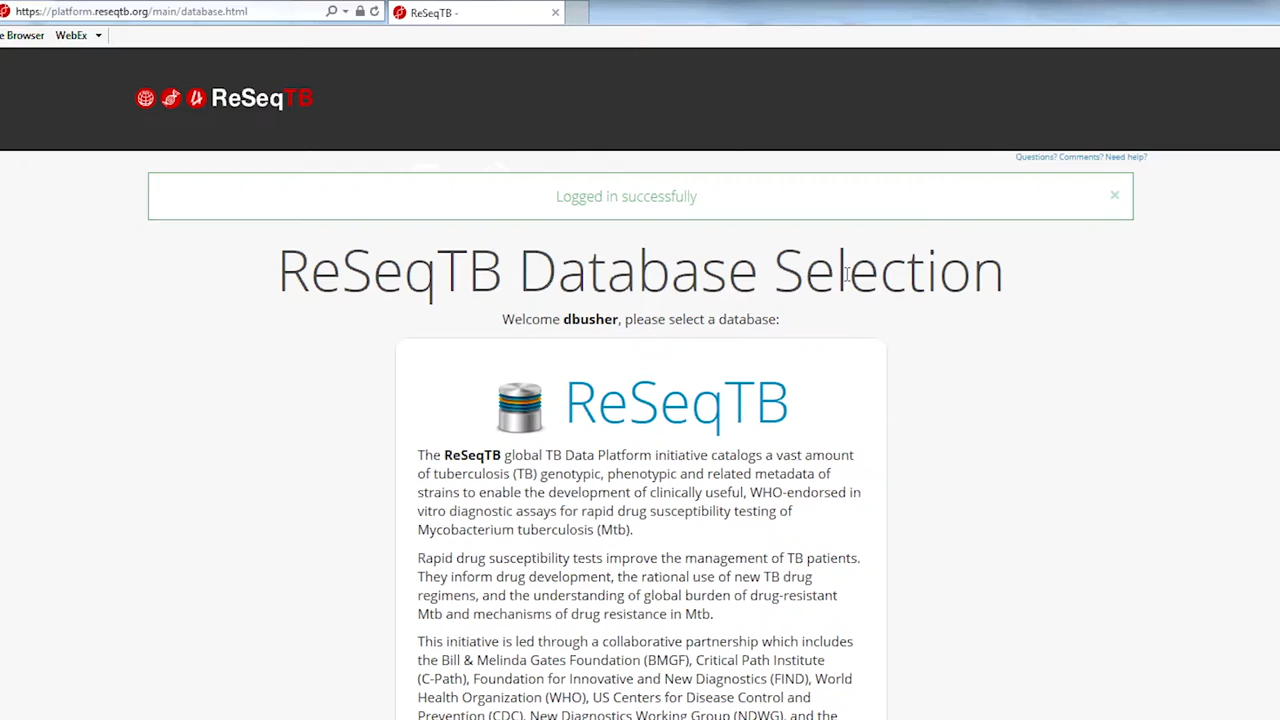 https://platform.reseqtb.org/main/database.html
ReSeqTB -
e Browser WebEx
ReSeqTB
Questions? Comments? Need help?
Logged in successfully
ReSeqTB Database Selection
Welcome dbusher, please select a database:
ReSeqTB
The ReSeqTB global TB Data Platform initiative catalogs a vast amount
of tuberculosis (TB) genotypic, phenotypic and related metadata of
strains to enable the development of clinically useful, WHO-endorsed in
vitro diagnostic assays for rapid drug susceptibility testing of
Mycobacterium tuberculosis (Mtb).
Rapid drug susceptibility tests improve the management of TB patients.
They inform drug development, the rational use of new TB drug
regimens, and the understanding of global burden of drug-resistant
Mtb and mechanisms of drug resistance in Mtb.
This initiative is led through a collaborative partnership which includes
the Bill & Melinda Gates Foundation (BMGF), Critical Path Institute
(C-Path), Foundation for Innovative and New Diagnostics (FIND), World
Health Organization (WHO), US Centers for Disease Control and
Prevention (CDC), New Diagnostics Working Group (NDWG), and the